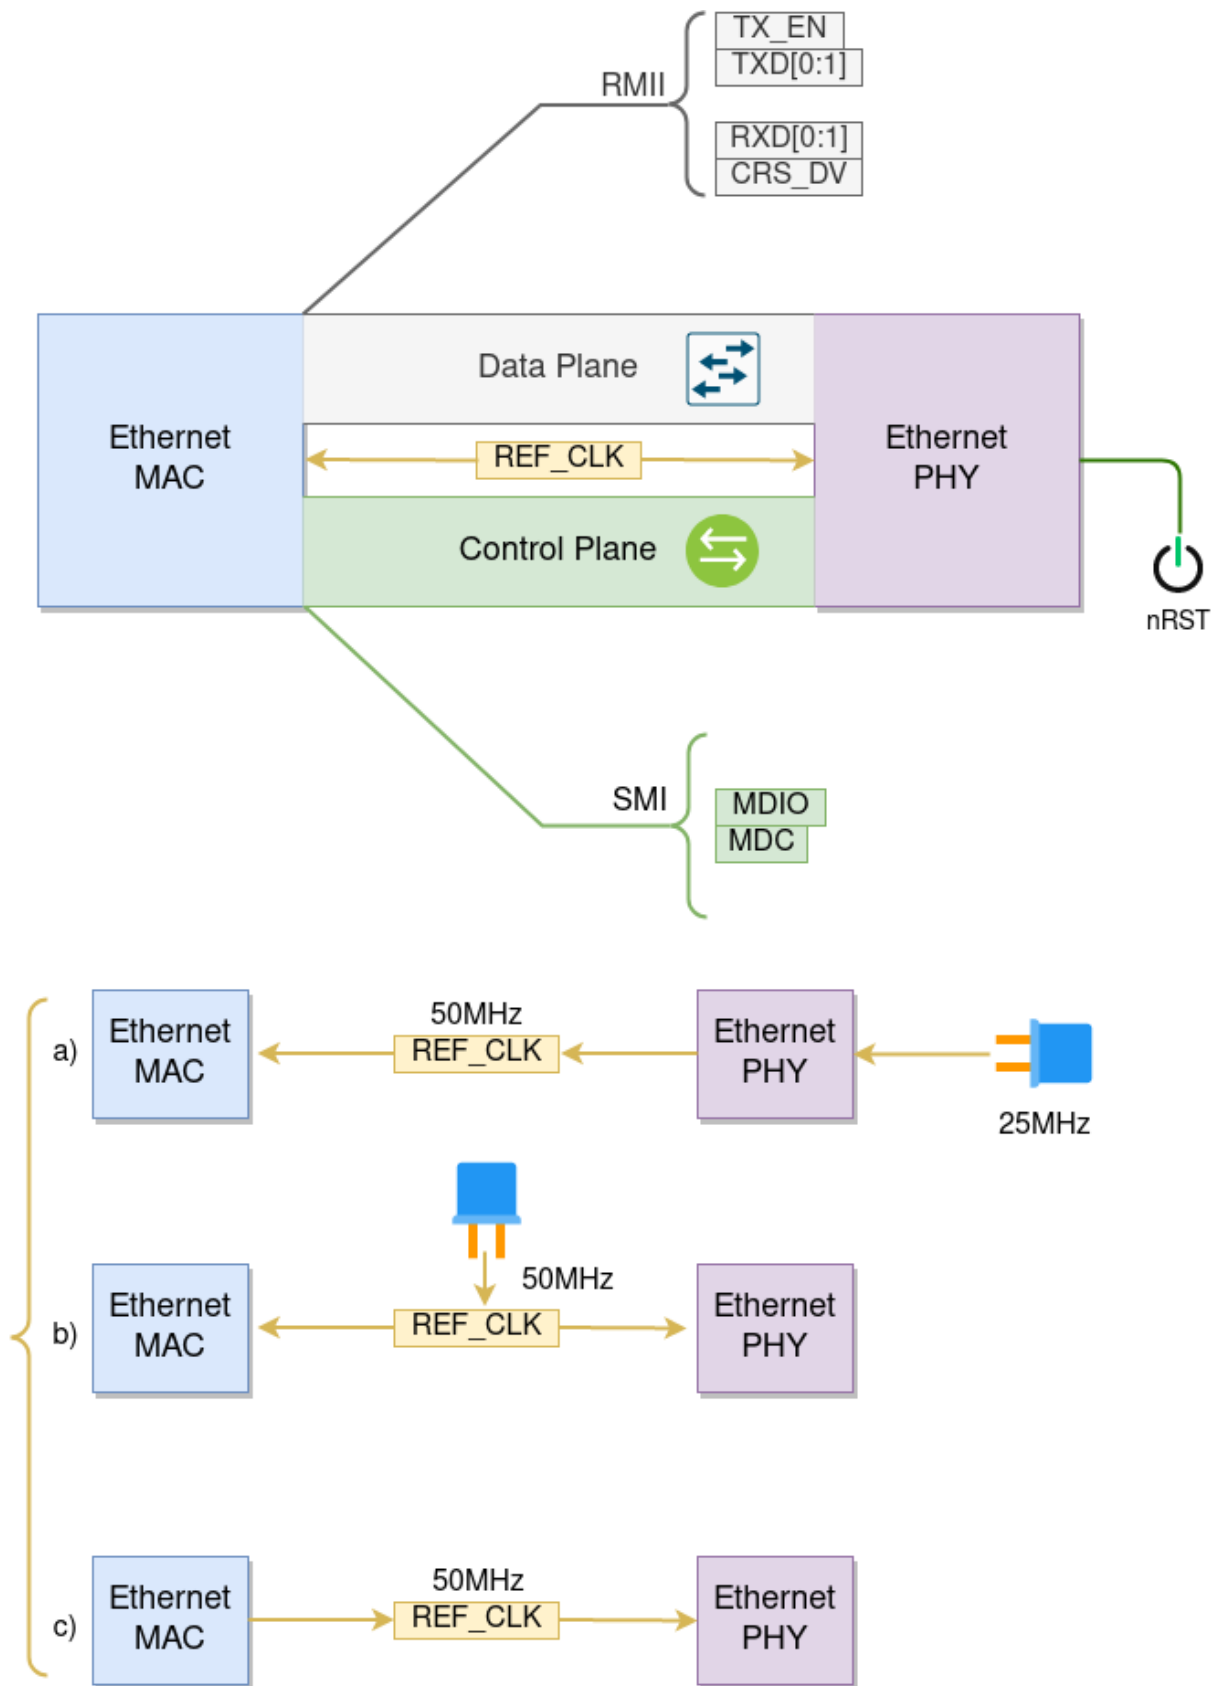 RMII
TX_EN
TXD[0:1]
RXD[0:1]
CRS_DV
Ethernet
MAC
Data Plane
REF_CLK
Control Plane
Ethernet
PHY
nRST
SMI
MDIO
MDC
a)
Ethernet
MAC
50MHz
REF_CLK
Ethernet
PHY
25MHz
b)
Ethernet
MAC
50MHz
REF_CLK
Ethernet
PHY
c)
Ethernet
MAC
50MHz
REF_CLK
Ethernet
PHY